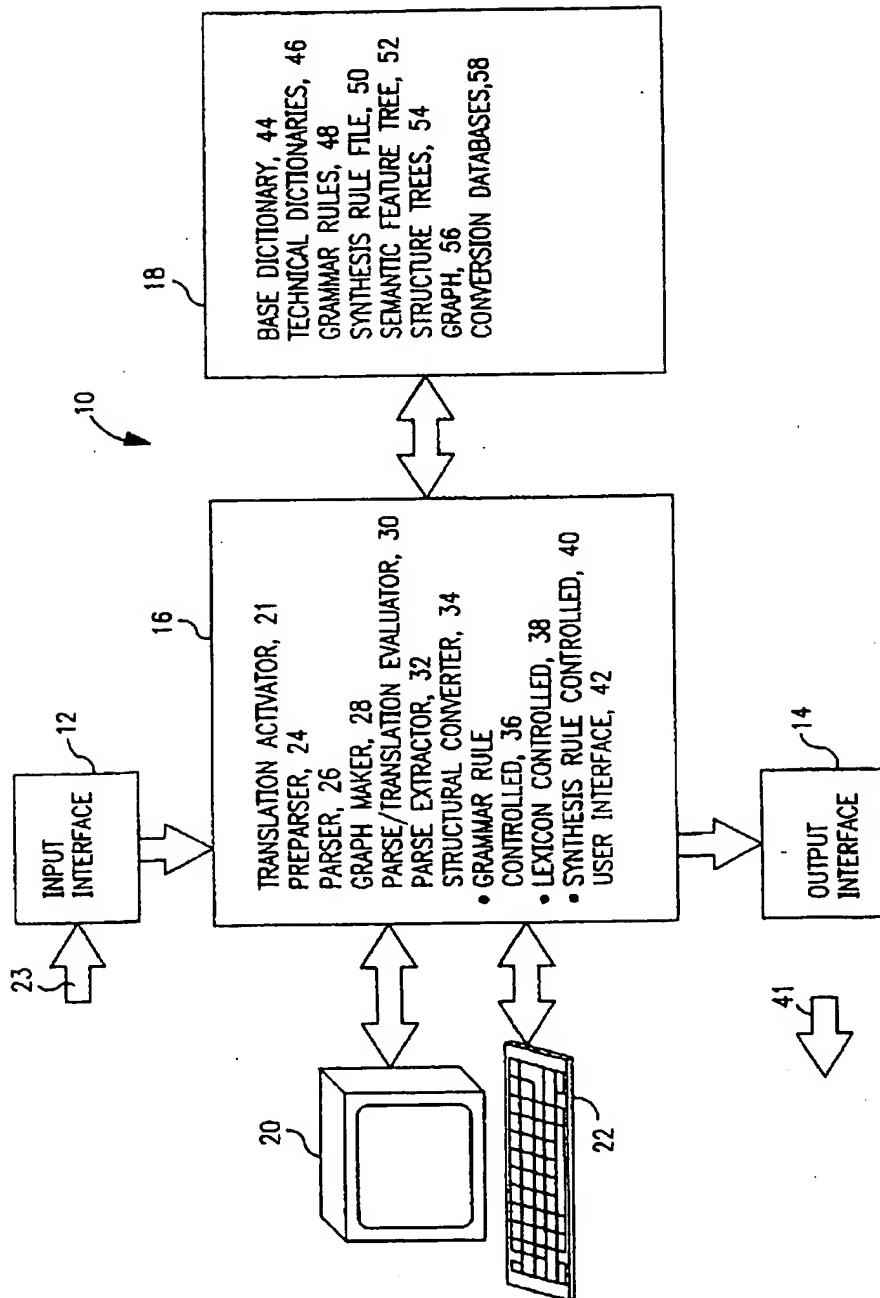 10
23
INPUT
INTERFACE
12
16
TRANSLATION ACTIVATOR, 21
PREPARSER, 24
PARSER, 26
GRAPH MAKER, 28
PARSE/TRANSLATION EVALUATOR, 30
PARSE EXTRACTOR, 32
STRUCTURAL CONVERTER, 34
• GRAMMAR RULE
CONTROLLED, 36
• LEXICON CONTROLLED, 38
• SYNTHESIS RULE CONTROLLED, 40
USER INTERFACE, 42
18
BASE DICTIONARY, 44
TECHNICAL DICTIONARIES, 46
GRAMMAR RULES, 48
SYNTHESIS RULE FILE, 50
SEMANTIC FEATURE TREE, 52
STRUCTURE TREES, 54
GRAPH, 56
CONVERSION DATABASES,58
20
22
41
OUTPUT
INTERFACE
14